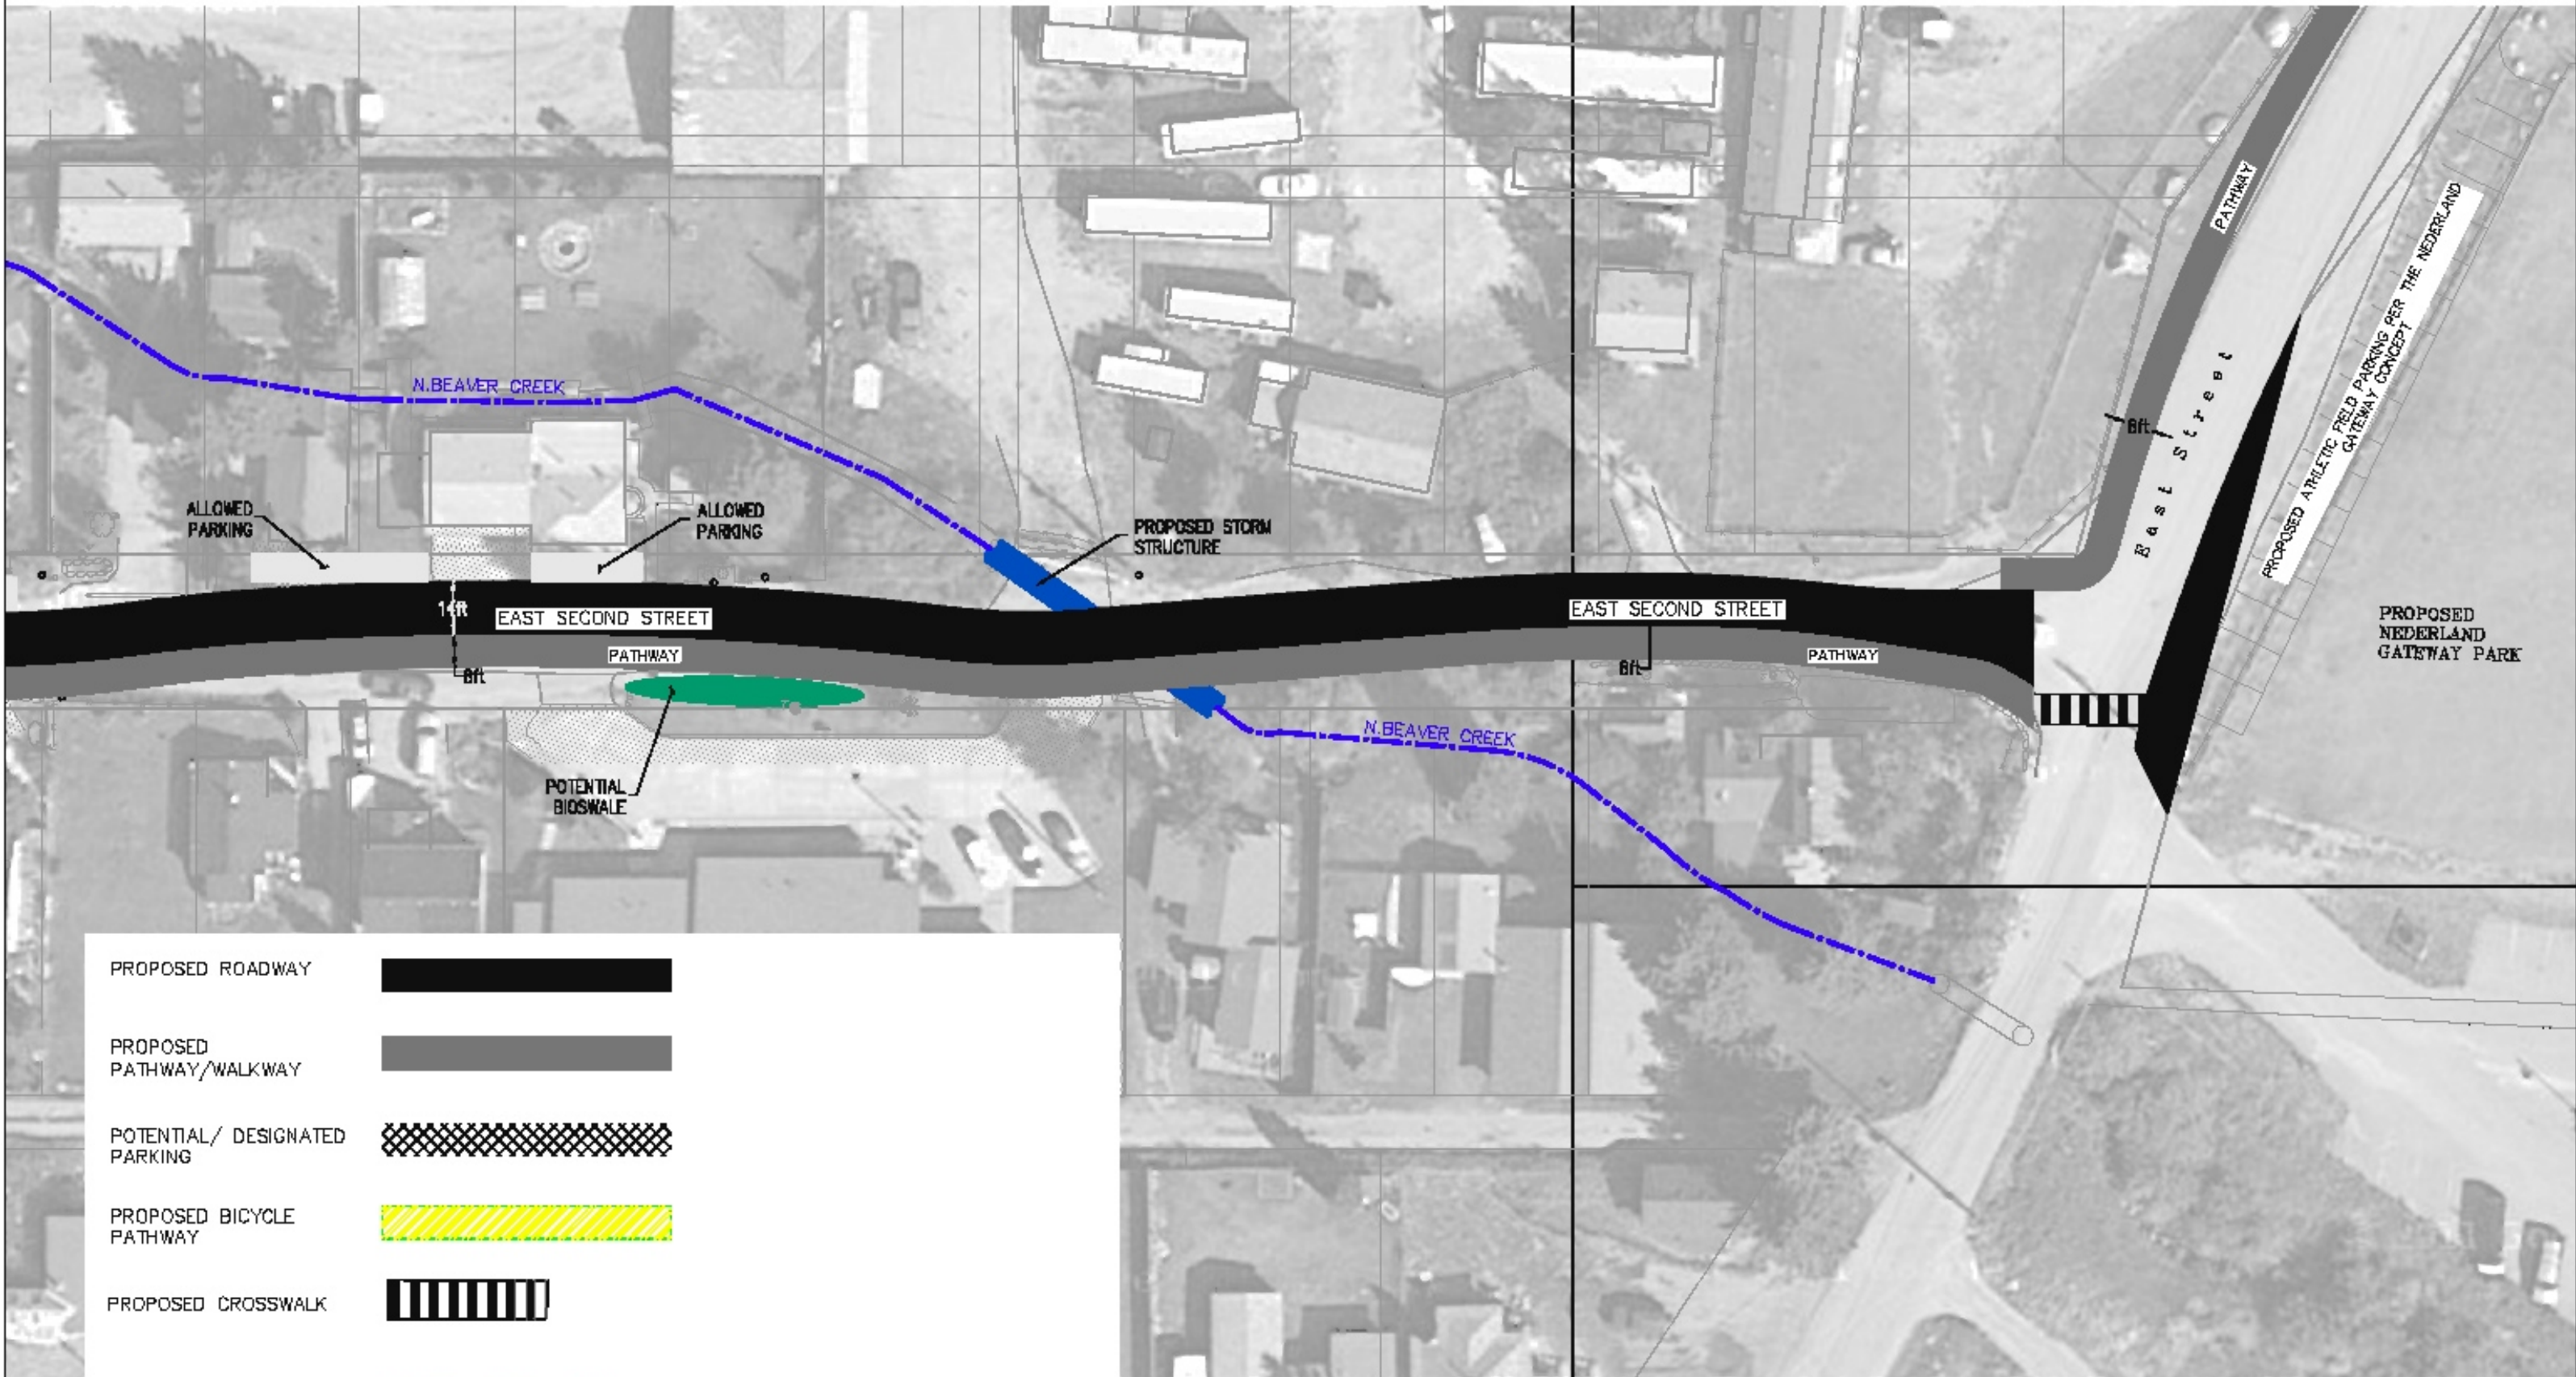 N.BEAVER CREEK
ALLOWED
PARKING
ALLOWED
PARKING
PROPOSED STORM
STRUCTURE
PATHWAY
8ft
East Street
PROPOSED ATHLETIC FIELD PARKING PER THE NEDERLAND
GATEWAY CONCEPT
14ft
EAST SECOND STREET
EAST SECOND STREET
PROPOSED
NEDERLAND
GATEWAY PARK
PATHWAY
8ft
8ft
PATHWAY
N.BEAVER CREEK
POTENTIAL
BIOSWALE
PROPOSED ROADWAY
PROPOSED
PATHWAY/WALKWAY
POTENTIAL/ DESIGNATED
PARKING
PROPOSED BICYCLE
PATHWAY
PROPOSED CROSSWALK